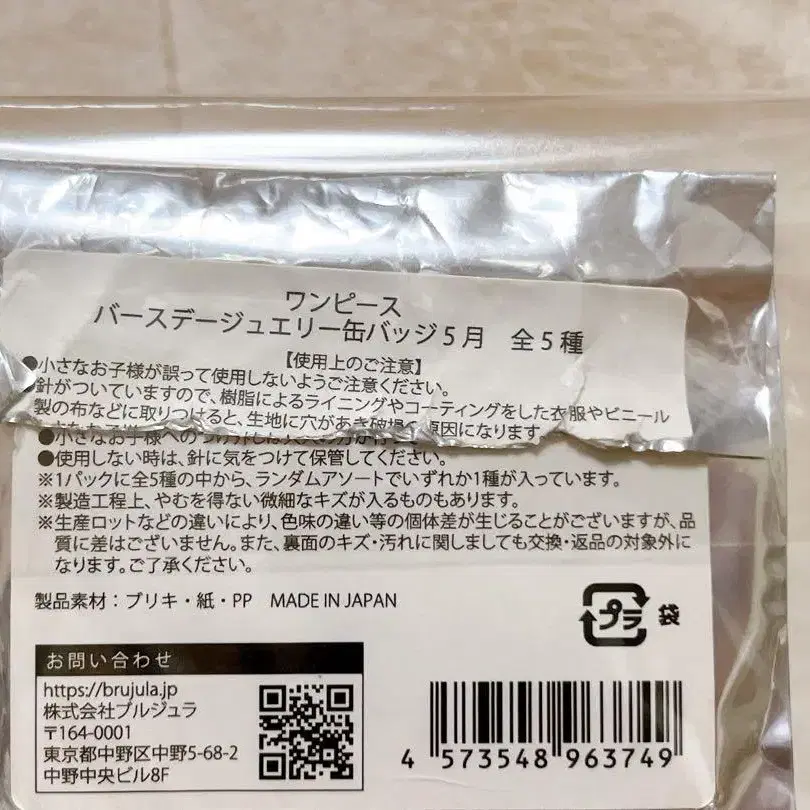 ワンピース
バースデージュエリー缶バッジ5月 全5種
【使用上のご注意】
●小さなお子様が誤って使用しないようご注意ください。
針がついていますので、樹脂によるライニングやコーティングをした衣服やビニール
製の布などに取りつけると、生地に穴があき破損の原因になります
●小さなお子様への
●使用しない時は、針に気をつけて保管してください。
※1パックに全5種の中から、ランダムアソートでいずれか1種が入っています。
※製造工程上、やむを得ない微細なキズが入るものもあります。
※生産ロットなどの違いにより、色味の違い等の個体差が生じることがございますが、品
質に差はございません。また、裏面のキズ・汚れに関しましても交換・返品の対象外に
なります。ご了承ください。
製品素材：ブリキ・紙・PP MADE IN JAPAN
プラ 袋
お問い合わせ
https://brujula.jp
株式会社ブルジュラ
〒164-0001
東京都中野区中野5-68-2
中野中央ビル8F
4 573548 963749